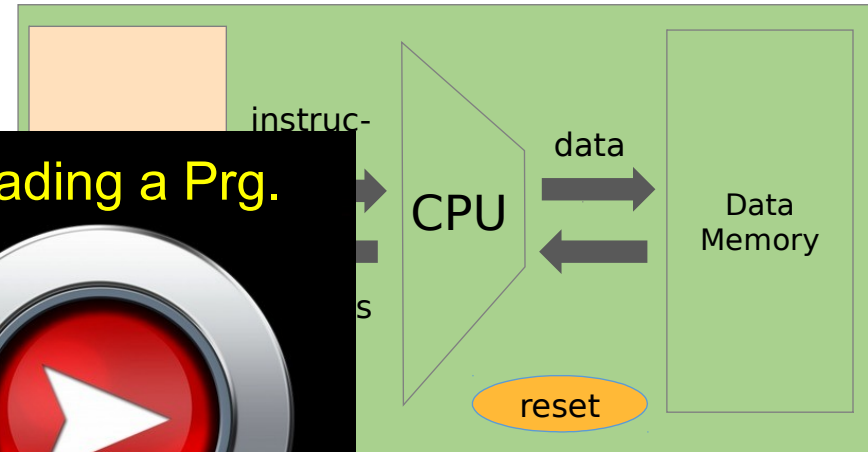 instruc-
ading a Prg.
s
CPU
data
Data
Memory
reset